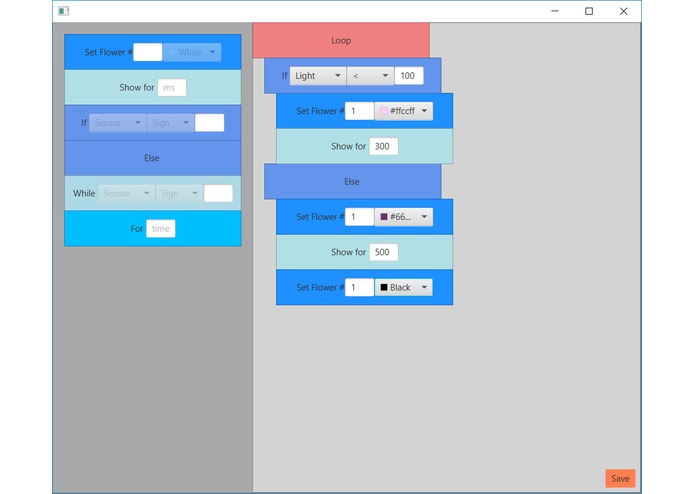 Set Flower # White
Show for ms
If Sensor Sign
Else
While Sensor Sign
For time
Loop
If Light < 100
Set Flower # 1 #ffccff
Show for 300
Else
Set Flower # 1 #66...
Show for 500
Set Flower # 1 Black
Save